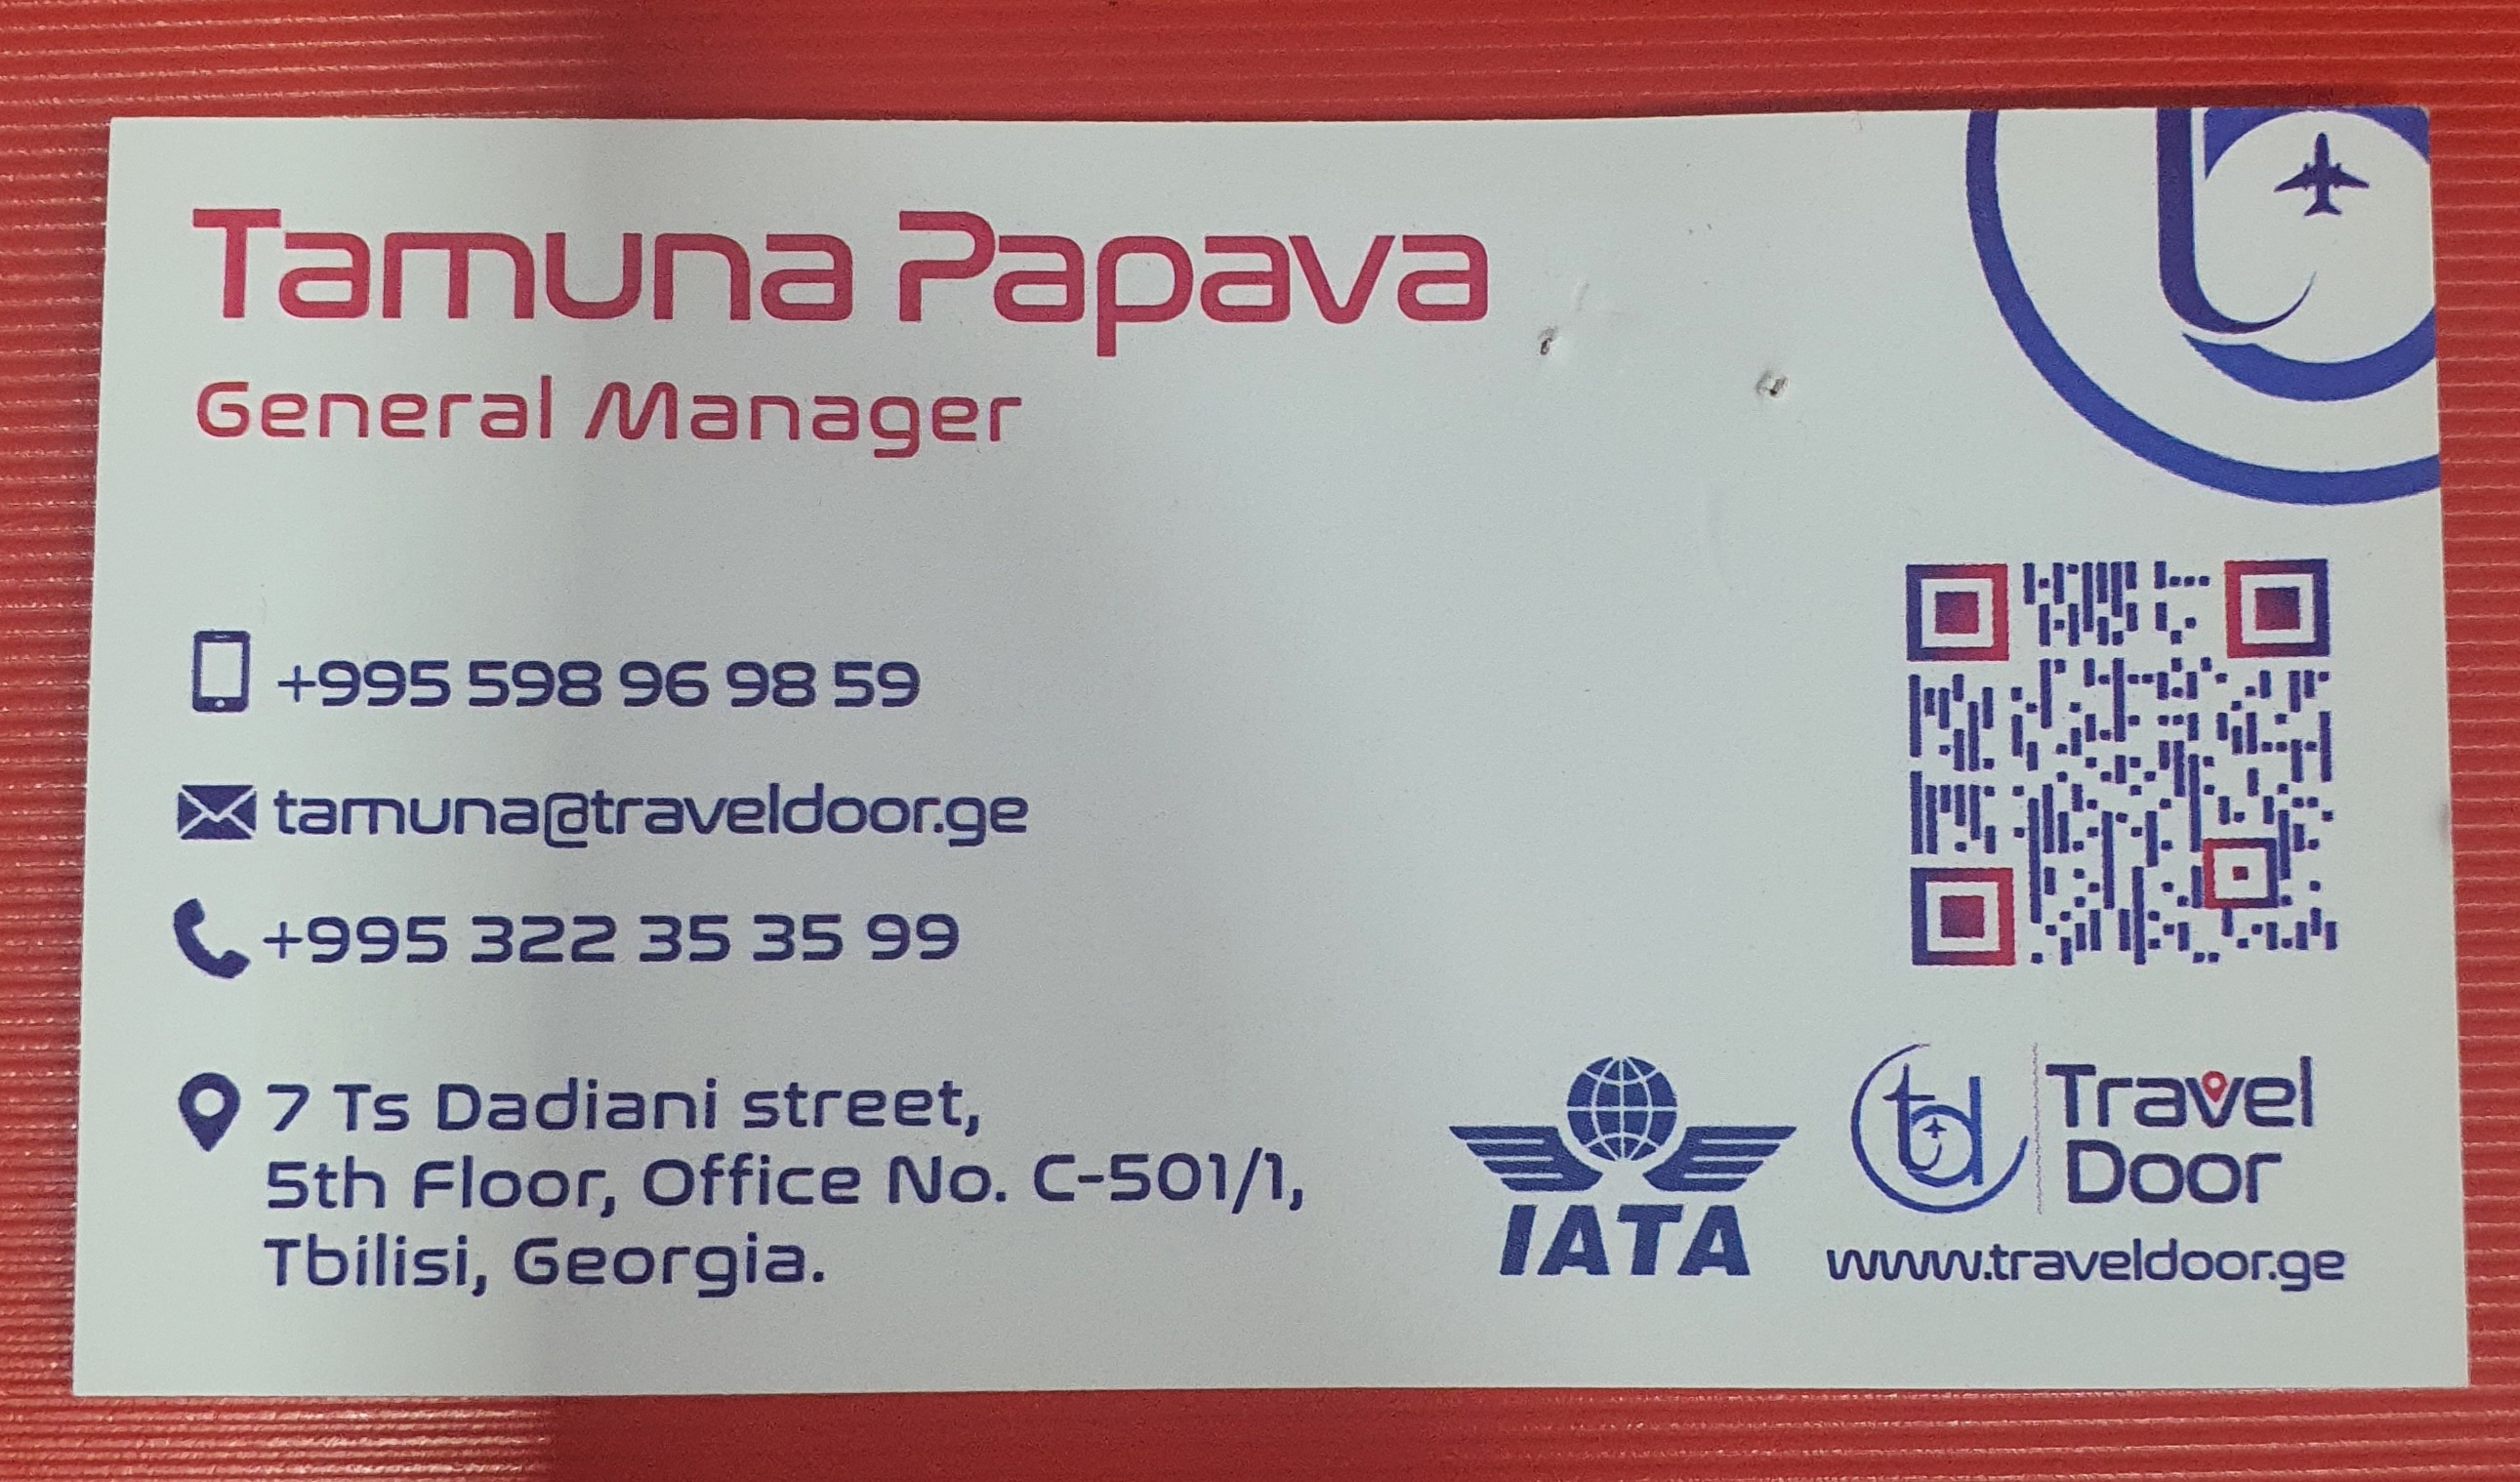 Tamuna Papava
General Manager
+995 598 96 98 59
tamuna@traveldoor.ge
+995 322 35 35 99
7 Ts Dadiani street,
5th Floor, Office No. C-501/1,
Tbilisi, Georgia.
IATA
td
Travel
Door
www.traveldoor.ge